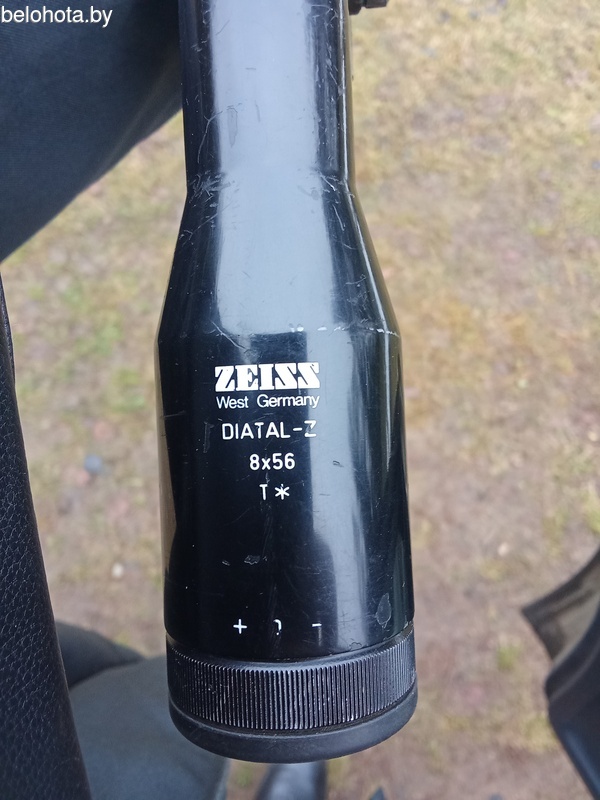 belohota.by
ZEISS
West Germany
DIATAL-Z
8x56
T*
+ 0 -